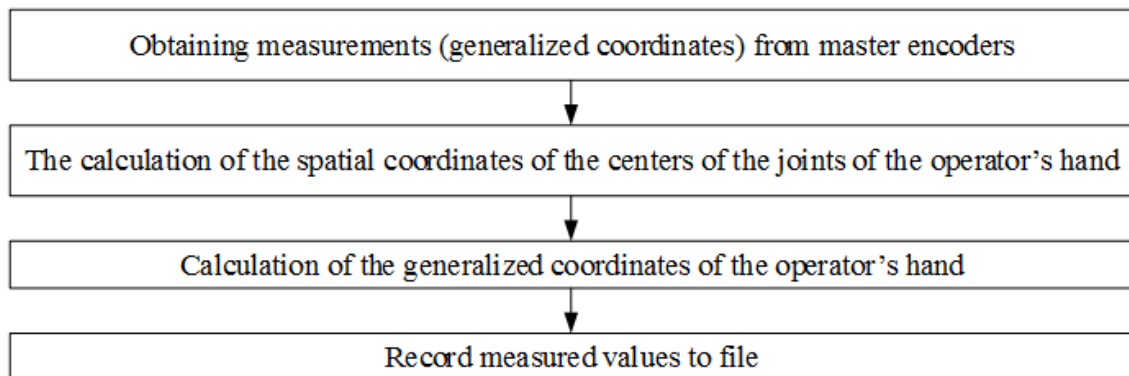 Obtaining measurements (generalized coordinates) from master encoders
The calculation of the spatial coordinates of the centers of the joints of the operator’s hand
Calculation of the generalized coordinates of the operator’s hand
Record measured values to file